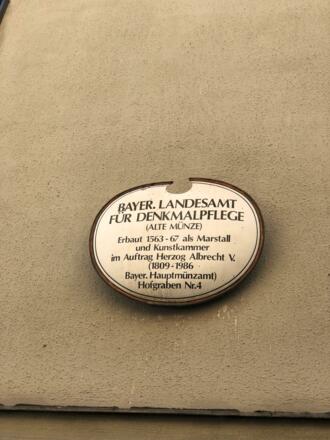 BAYER. LANDESAMT
FÜR DENKMALPFLEGE
(ALTE MÜNZE)
Erbaut 1563-67 als Marstall
und Kunstkammer
im Auftrag Herzog Albrecht V.
(1809-1986
Bayer. Hauptmünzamt)
Hofgraben Nr. 4